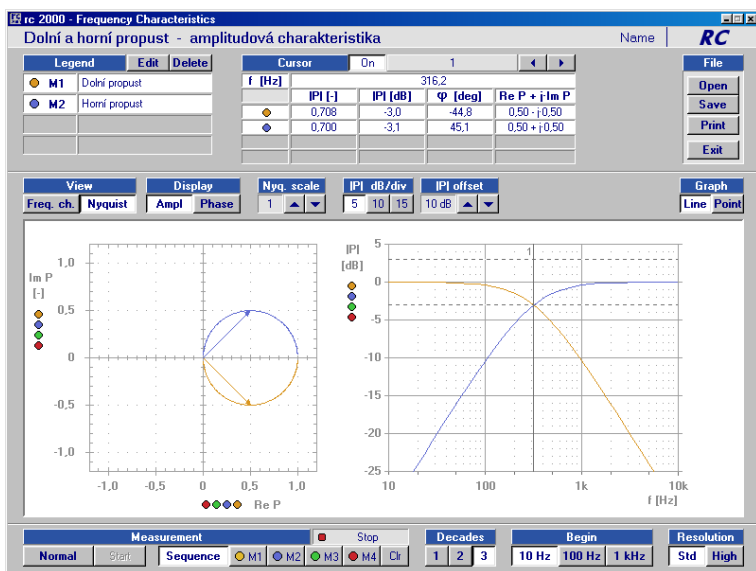 rc 2000 - Frequency Characteristics
Dolní a horní propust - amplitudová charakteristika Name RC
Legend Edit Delete
M1 Dolní propust
M2 Horní propust
Cursor On 1
f [Hz] 316,2
|P| [-] |P| [dB] φ [deg] Re P + j·Im P
0,708 -3,0 -44,8 0,50 - j·0,50
0,700 -3,1 45,1 0,50 + j·0,50
File
Open
Save
Print
Exit
View Display Nyq. scale |P| dB/div |P| offset Graph
Freq. ch. Nyquist Ampl Phase 1 5 10 15 10 dB Line Point
Im P
[-]
1,0
0,5
0
-0,5
-1,0
-1,0 -0,5 0 0,5 1,0
Re P
|P|
[dB]
1
5
0
-5
-10
-15
-20
-25
10 100 1k 10k
f [Hz]
Measurement Stop Decades Begin Resolution
Normal Start Sequence M1 M2 M3 M4 Clr 1 2 3 10 Hz 100 Hz 1 kHz Std High